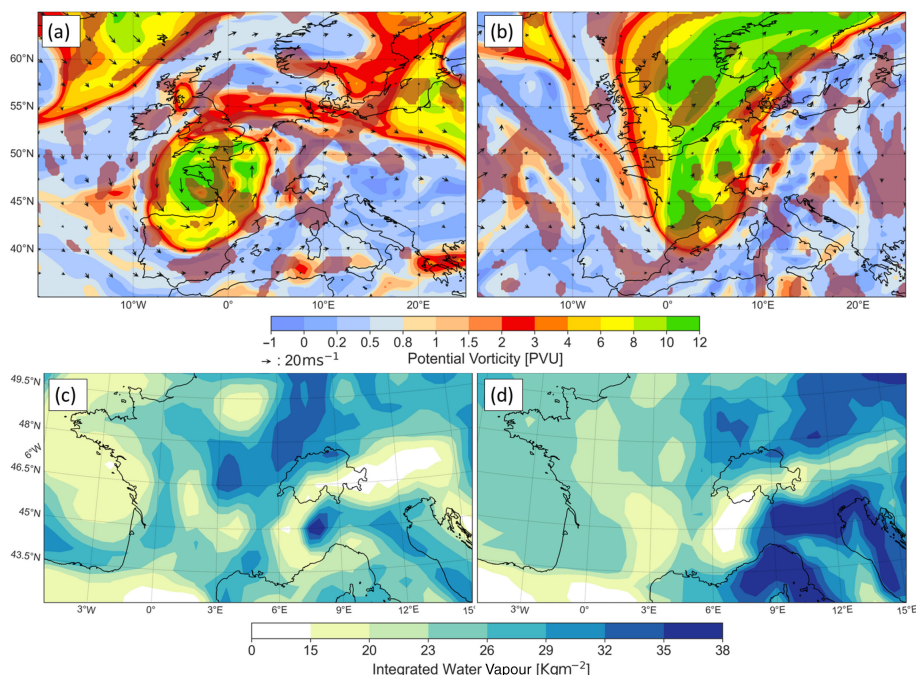 (a)
(b)
60°N
55°N
50°N
45°N
40°N
10°W 0° 10°E 20°E
10°W 0° 10°E 20°E
−1 0 0.2 0.5 0.8 1 1.5 2 3 4 6 8 10 12
→ : 20ms⁻¹ Potential Vorticity [PVU]
(c)
(d)
49.5°N
48°N
6°W
46.5°N
45°N
43.5°N
3°W 0° 3°E 6°E 9°E 12°E 15°E
3°W 0° 3°E 6°E 9°E 12°E 15°E
0 15 20 23 26 29 32 35 38
Integrated Water Vapour [Kgm⁻²]